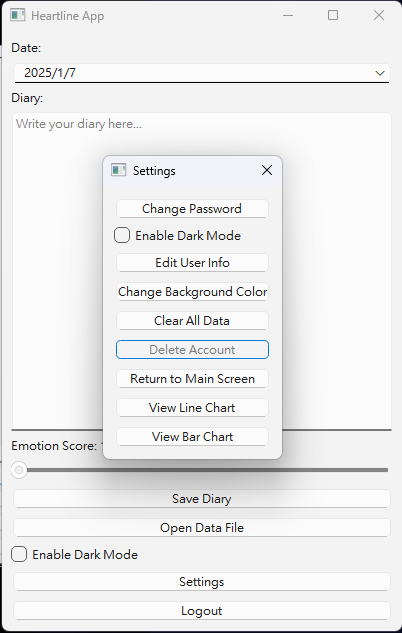 Heartline App
Date:
2025/1/7
Diary:
Write your diary here...
Settings
Change Password
Enable Dark Mode
Edit User Info
Change Background Color
Clear All Data
Delete Account
Return to Main Screen
View Line Chart
View Bar Chart
Emotion Score:
Save Diary
Open Data File
Enable Dark Mode
Settings
Logout